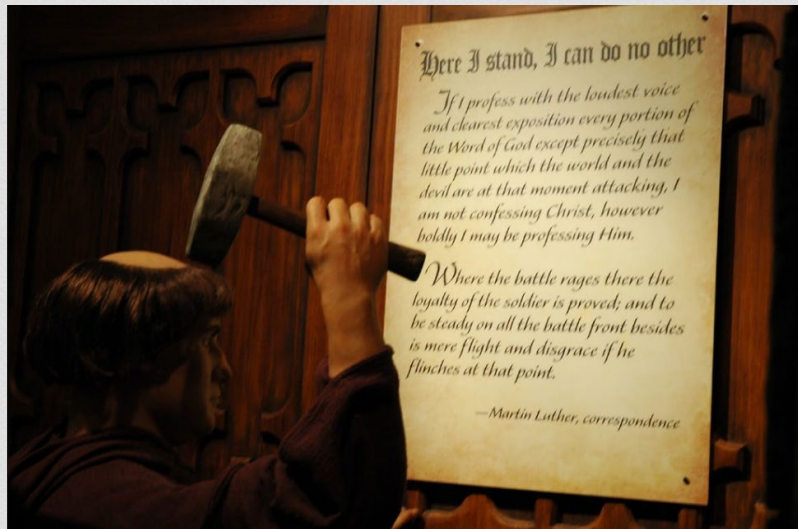 Here I stand, I can do no other
If I profess with the loudest voice
and clearest exposition every portion of
the Word of God except precisely that
little point which the world and the
devil are at that moment attacking, I
am not confessing Christ, however
boldly I may be professing Him.
Where the battle rages there the
loyalty of the soldier is proved; and to
be steady on all the battle front besides
is mere flight and disgrace if he
flinches at that point.
—Martin Luther, correspondence